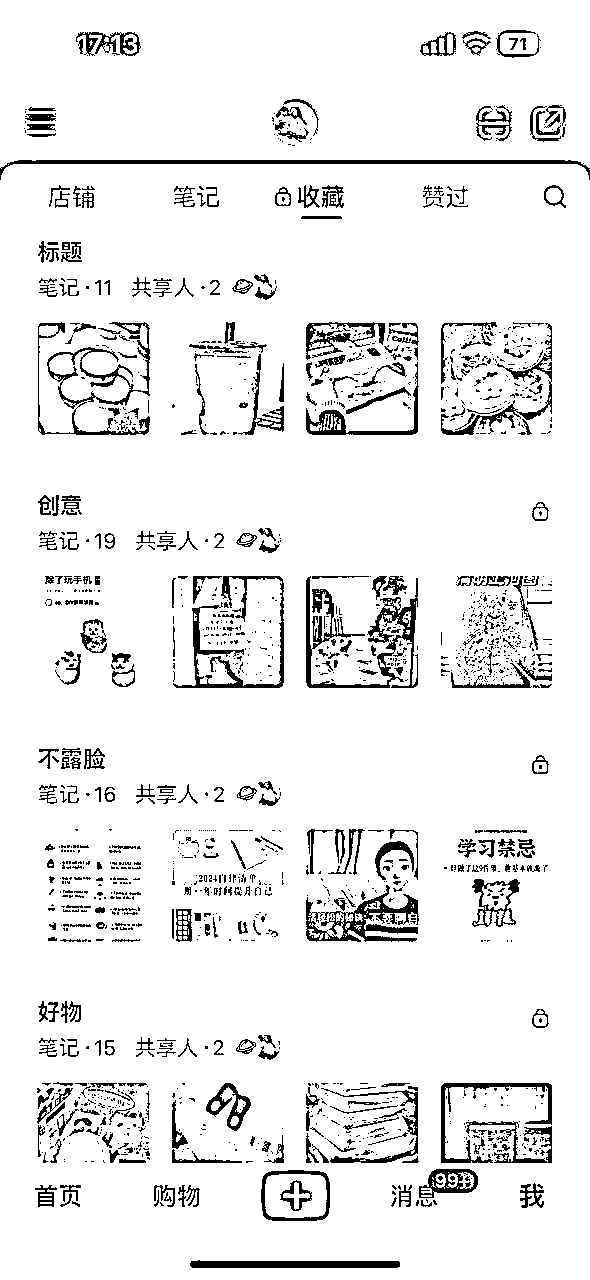 17:13
71
店铺 笔记 收藏 赞过
标题
笔记·11 共享人·2
创意
笔记·19 共享人·2
除了玩手机
不露脸
笔记·16 共享人·2
2024自律清单
用一年时间提升自己
学习禁忌
好物
笔记·15 共享人·2
首页 购物 消息 99+ 我